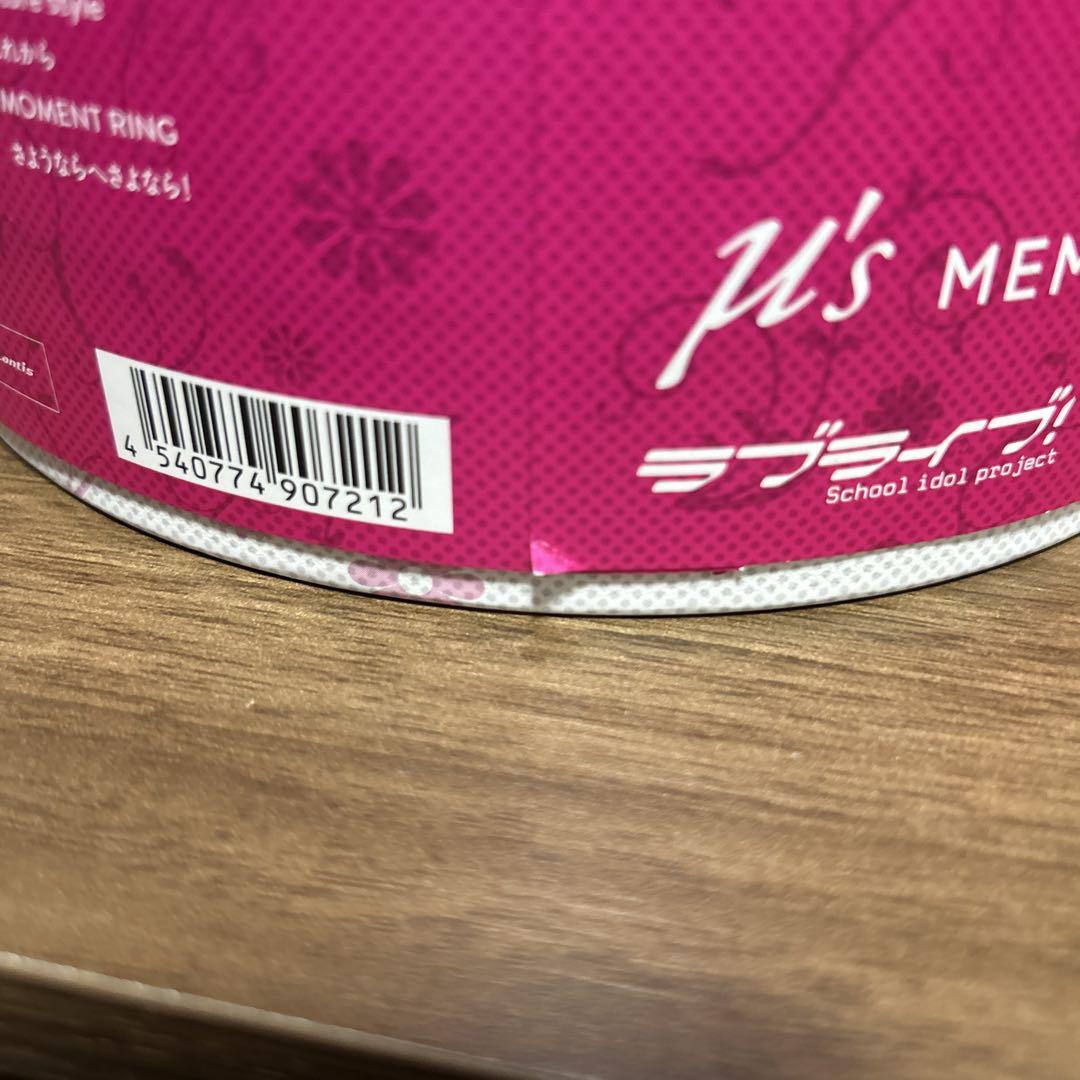 style
れから
MOMENT RING
さようならへさよなら!
μ's MEM
ラブライブ!
School idol project
4 540774 907212